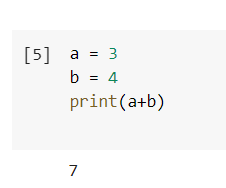 [5] a = 3
b = 4
print(a+b)
7